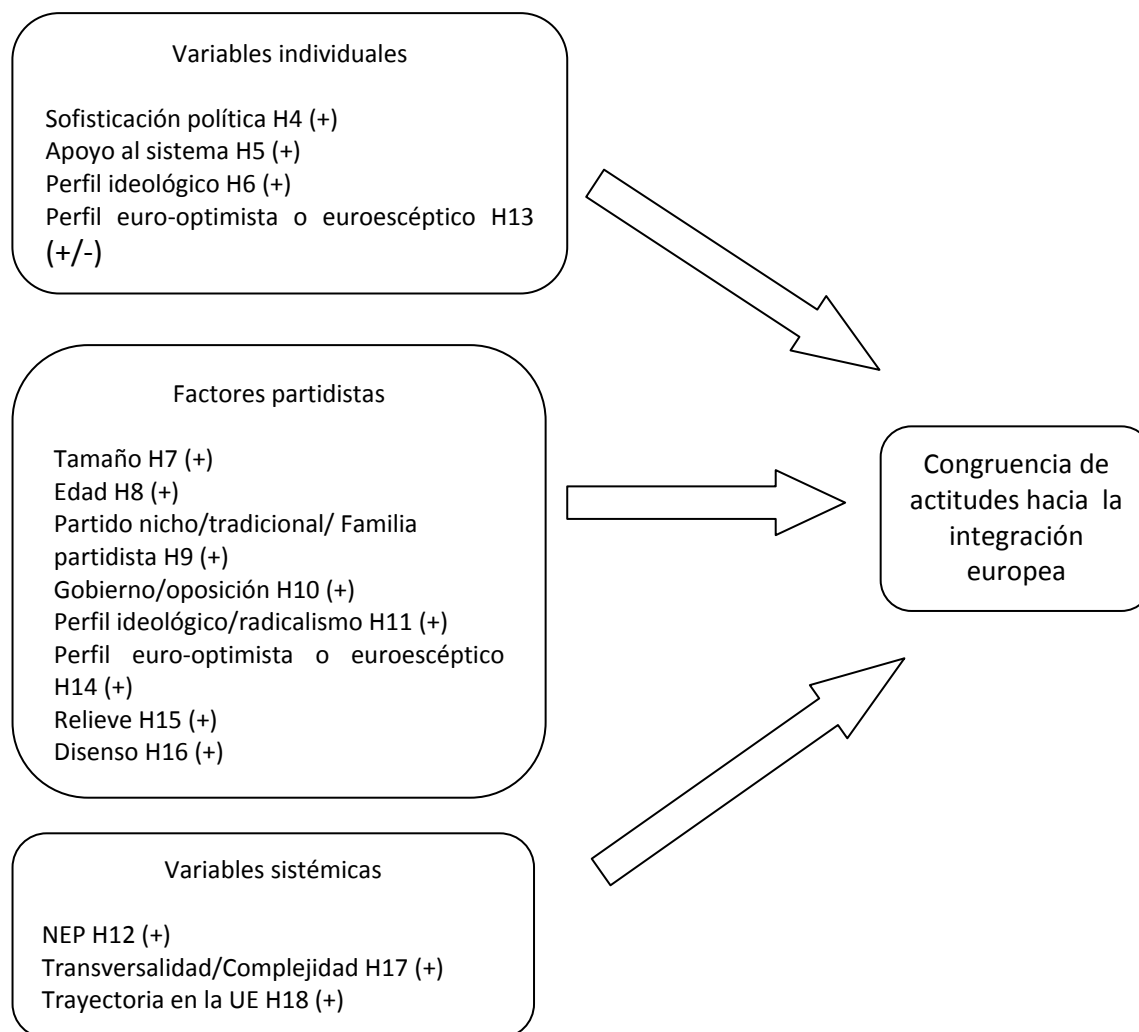 Variables individuales
Sofisticación política H4 (+)
Apoyo al sistema H5 (+)
Perfil ideológico H6 (+)
Perfil euro-optimista o euroescéptico H13
(+/-)
Factores partidistas
Tamaño H7 (+)
Edad H8 (+)
Partido nicho/tradicional/ Familia
partidista H9 (+)
Gobierno/oposición H10 (+)
Perfil ideológico/radicalismo H11 (+)
Perfil euro-optimista o euroescéptico
H14 (+)
Relieve H15 (+)
Disenso H16 (+)
Variables sistémicas
NEP H12 (+)
Transversalidad/Complejidad H17 (+)
Trayectoria en la UE H18 (+)
Congruencia de
actitudes hacia la
integración
europea